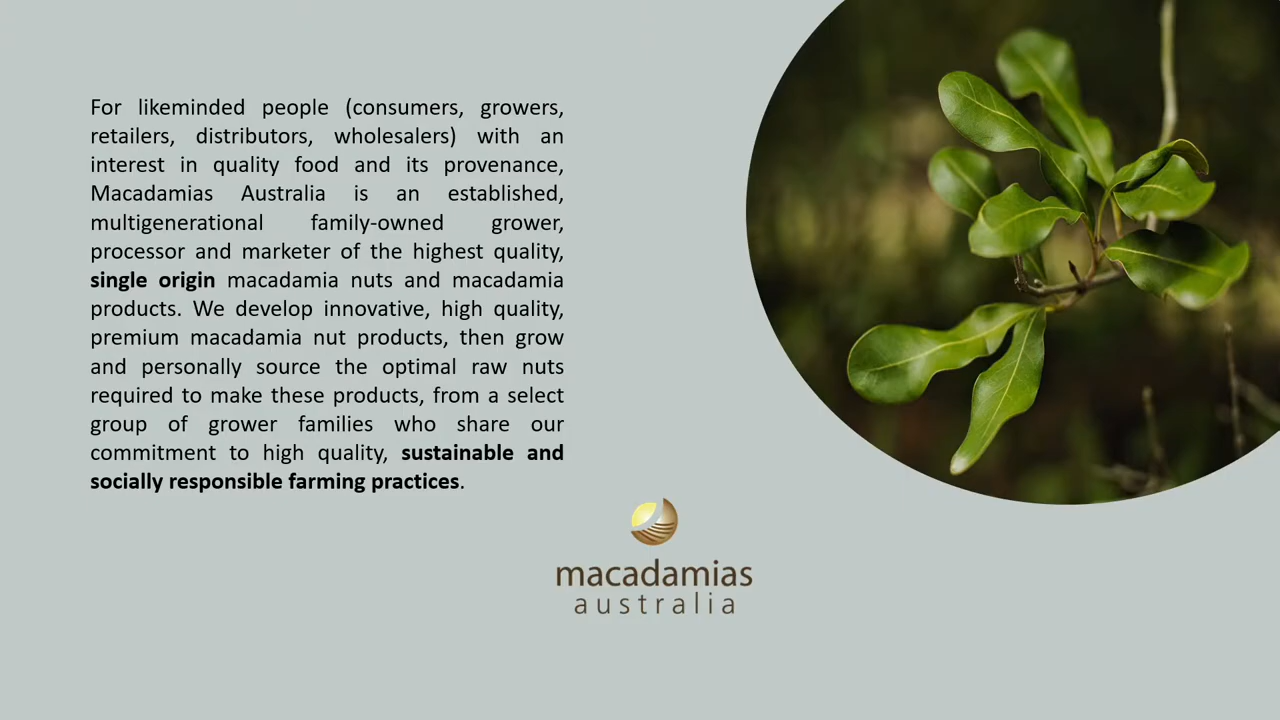 For likeminded people (consumers, growers,
retailers, distributors, wholesalers) with an
interest in quality food and its provenance,
Macadamias Australia is an established,
multigenerational family-owned grower,
processor and marketer of the highest quality,
single origin macadamia nuts and macadamia
products. We develop innovative, high quality,
premium macadamia nut products, then grow
and personally source the optimal raw nuts
required to make these products, from a select
group of grower families who share our
commitment to high quality, sustainable and
socially responsible farming practices.
macadamias
australia